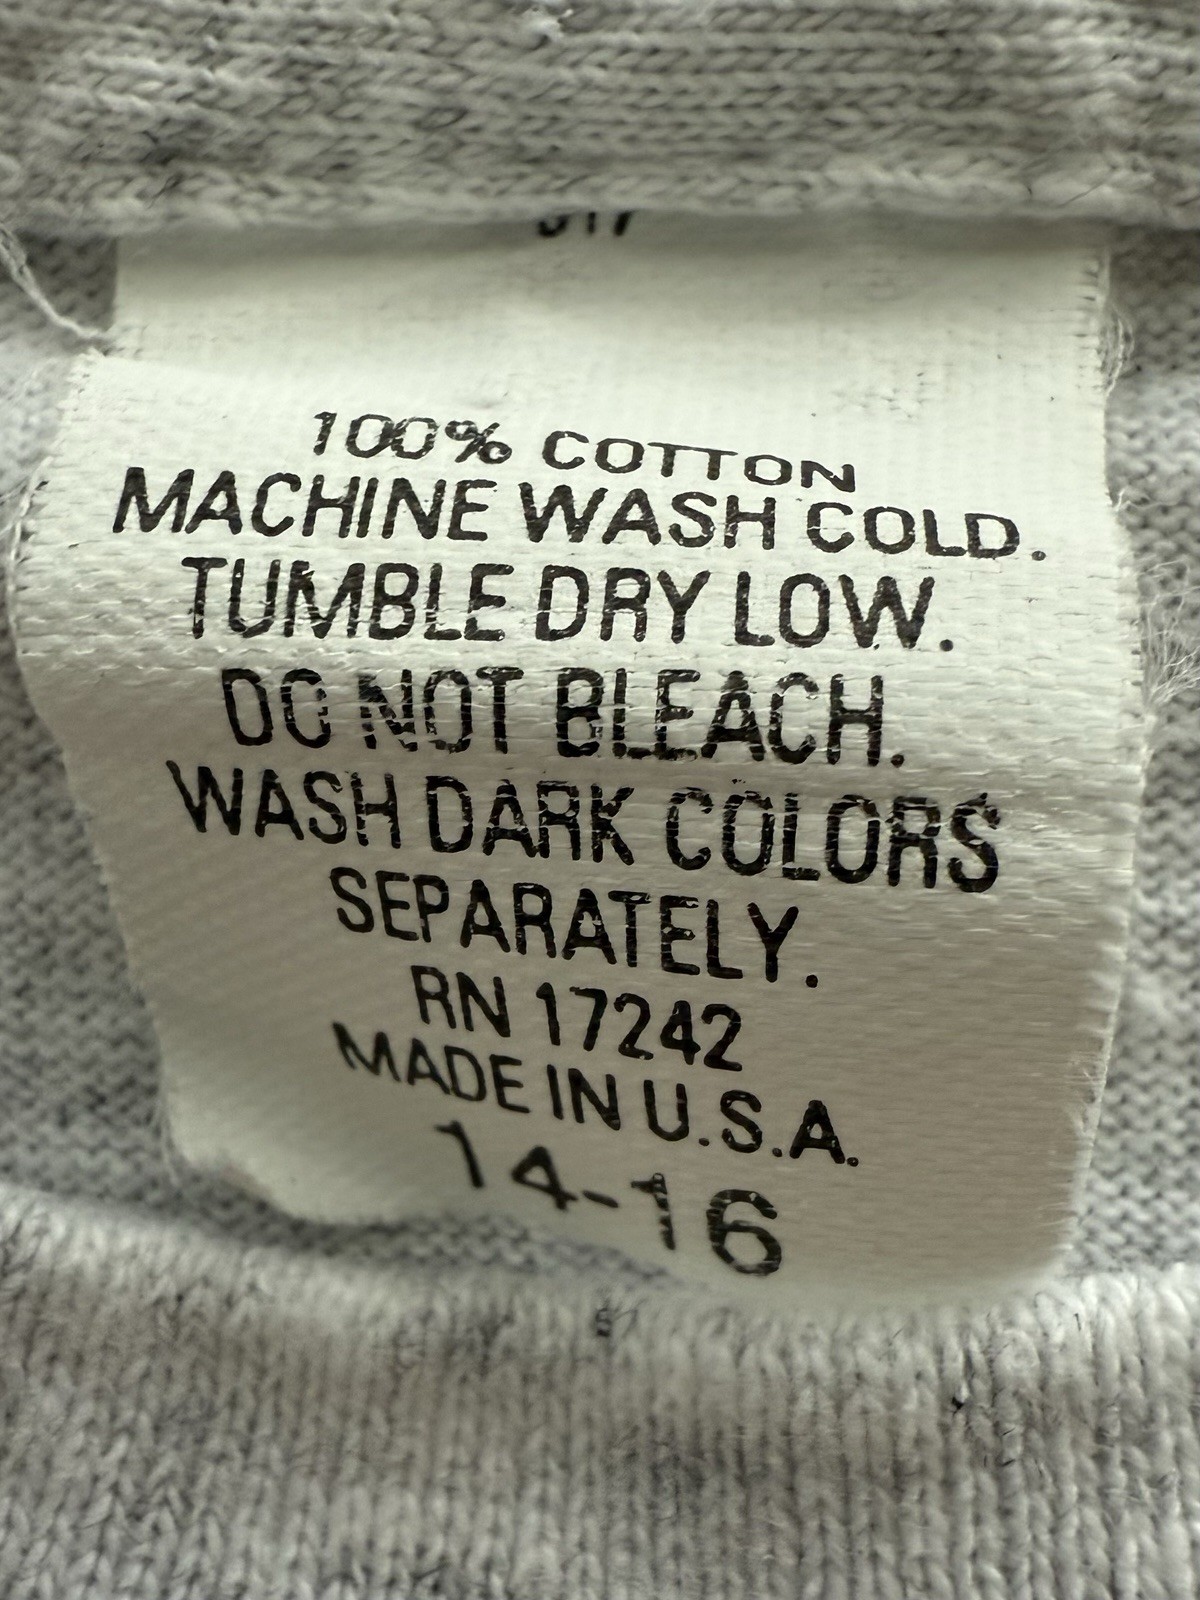 100% COTTON
MACHINE WASH COLD.
TUMBLE DRY LOW.
DO NOT BLEACH.
WASH DARK COLORS
SEPARATELY.
RN 17242
MADE IN U.S.A.
14-16